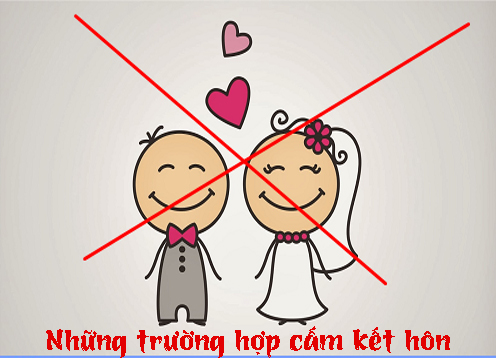 Những trường hợp cấm kết hôn